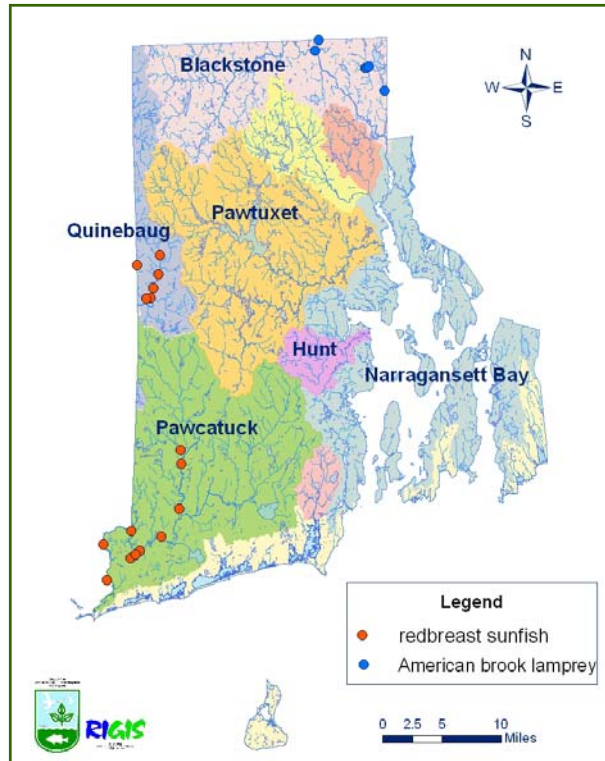 Blackstone
N
W E
S
Pawtuxet
Quinebaug
Hunt
Narragansett Bay
Pawcatuck
Legend
redbreast sunfish
American brook lamprey
RIGIS
0 2.5 5 10
Miles